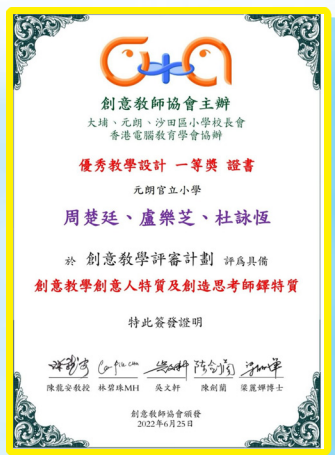 創意教師協會主辦
大埔、元朗、沙田區小學校長會
香港電腦教育學會協辦
優秀教學設計 一等獎 證書
元朗官立小學
周楚廷、盧樂芝、杜詠恆
於 創意教學評審計劃 評為具備
創意教學創意人特質及創造思考師鐸特質
特此簽發證明
陳龍安教授 林碧珠MH 吳文軒 陳劍蘭 梁麗嬋博士
創意教師協會頒發
2022年6月25日